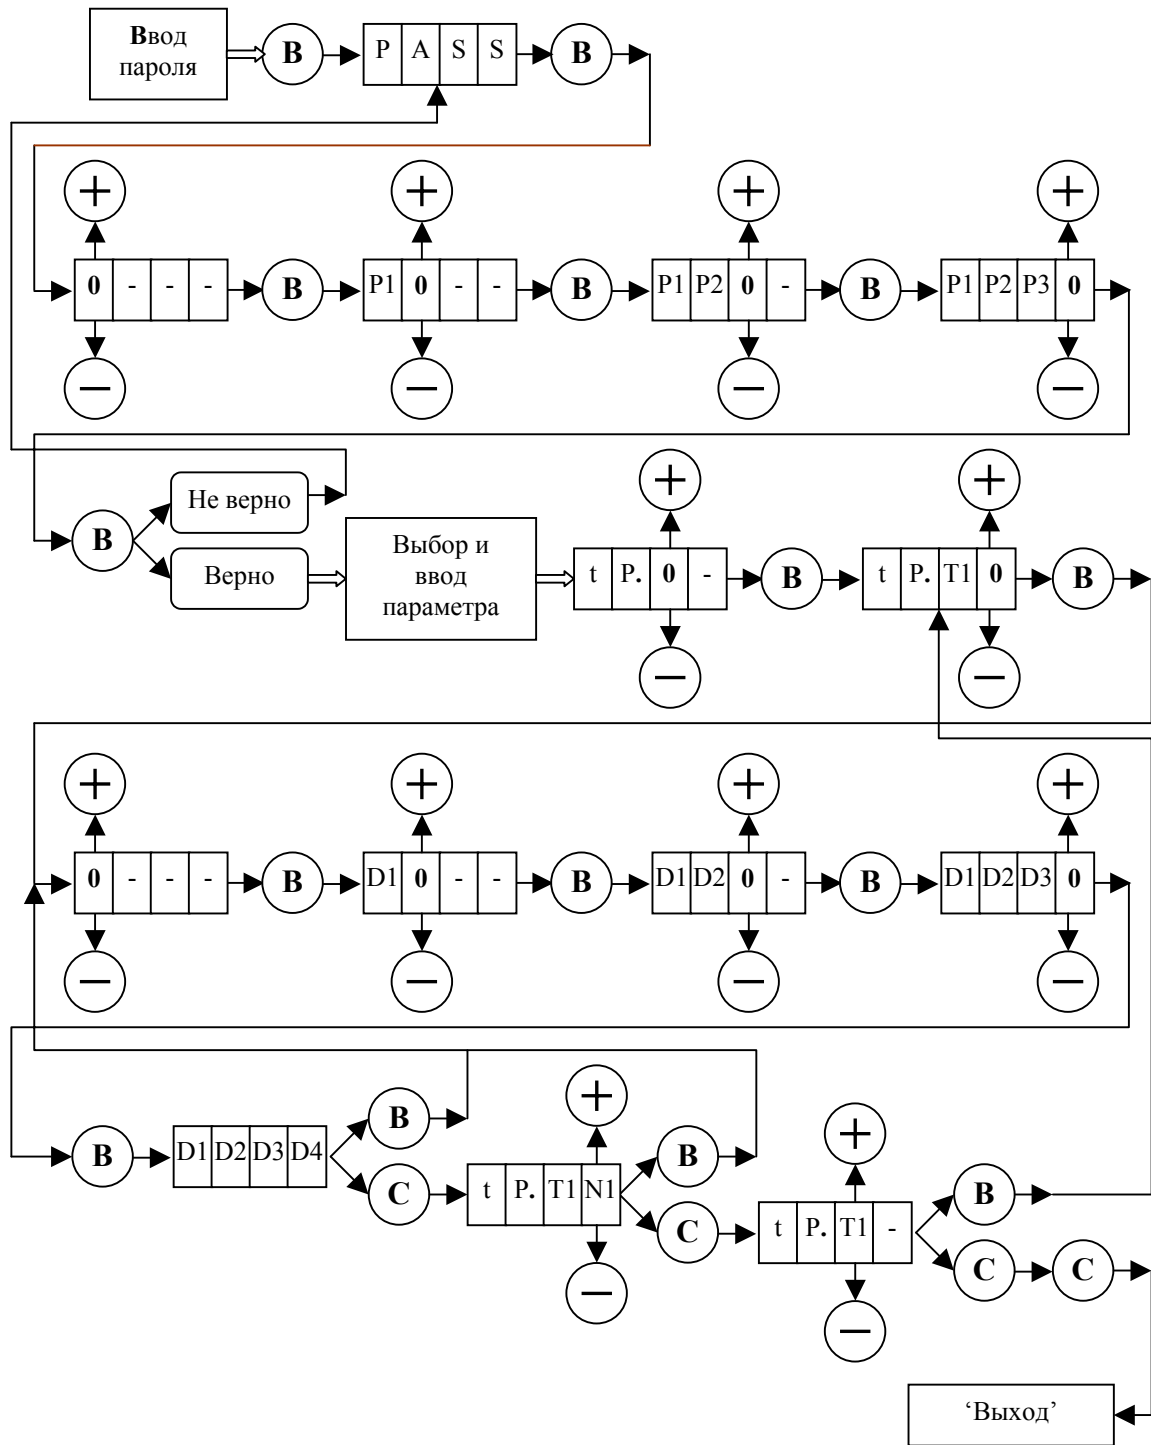 Ввод
пароля
В
P A S S
В
+ + + +
0 - - -
В
P1 0 - -
В
P1 P2 0 -
В
P1 P2 P3 0
— — — —
В
Не верно
Верно
Выбор и
ввод
параметра
+ +
t P. 0 -
В
t P. T1 0
В
— —
+ + + +
0 - - -
В
D1 0 - -
В
D1 D2 0 -
В
D1 D2 D3 0
— — — —
В
D1 D2 D3 D4
В
С
+
t P. T1 N1
—
В
С
+
t P. T1 -
—
В
С
С
‘Выход’